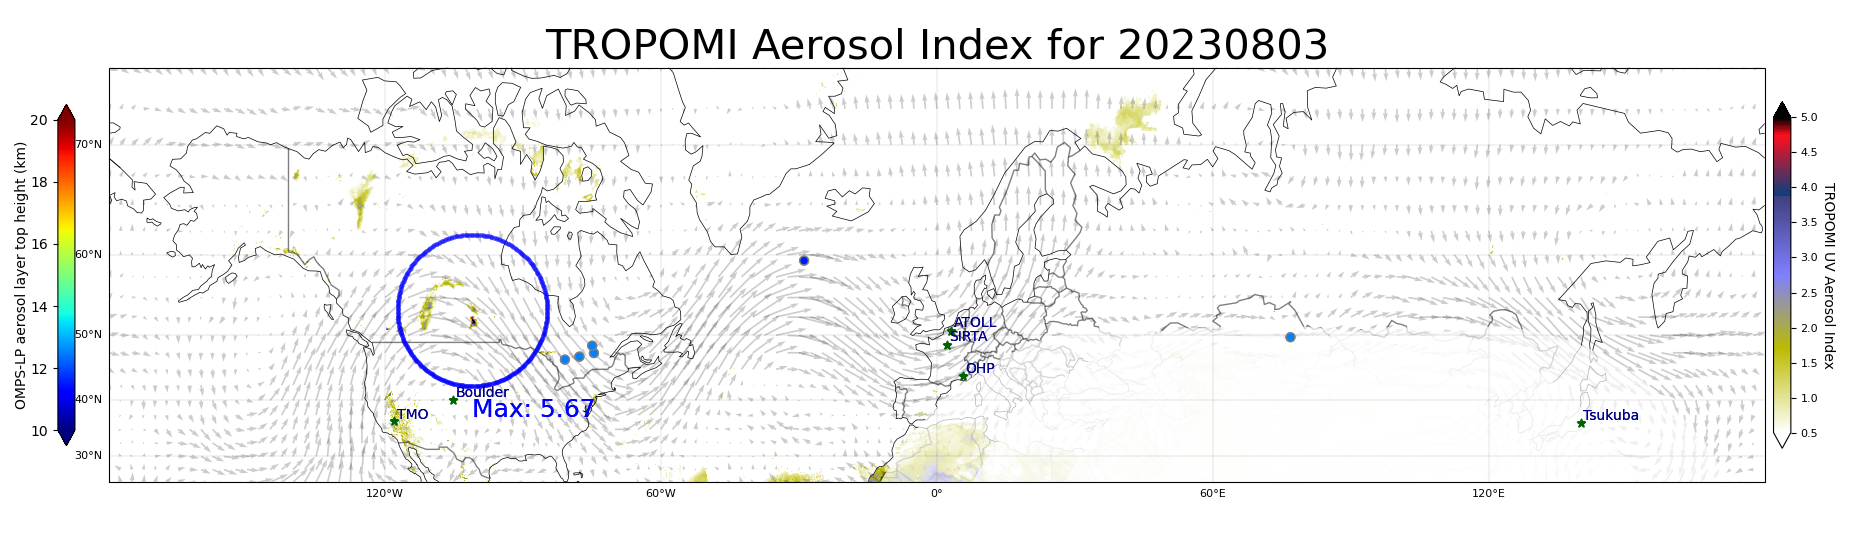 TROPOMI Aerosol Index for 20230803
20
18
16
14
12
10
OMPS-LP aerosol layer top height (km)
70°N
60°N
50°N
40°N
30°N
120°W
60°W
0°
60°E
120°E
ATOLL
SIRTA
OHP
Boulder
TMO
Max: 5.67
Tsukuba
5.0
4.5
4.0
3.5
3.0
2.5
2.0
1.5
1.0
0.5
TROPOMI UV Aerosol Index